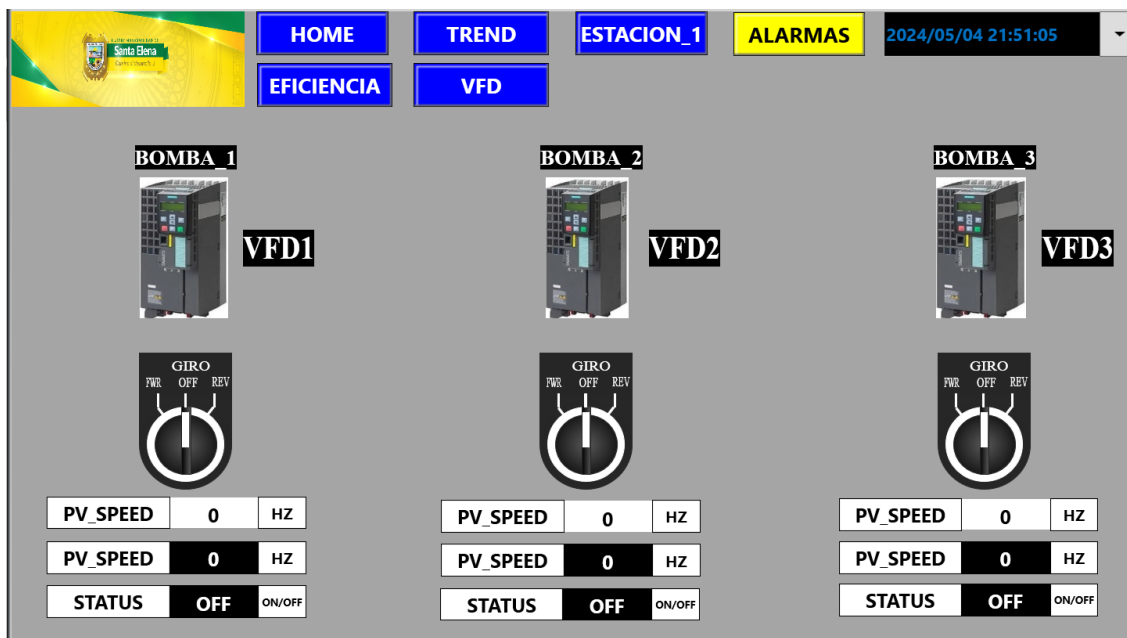 Santa Elena
HOME
TREND
ESTACION_1
ALARMAS
2024/05/04 21:51:05
EFICIENCIA
VFD
BOMBA_1
BOMBA_2
BOMBA_3
VFD1
VFD2
VFD3
GIRO
FWR OFF REV
GIRO
FWR OFF REV
GIRO
FWR OFF REV
PV_SPEED 0 HZ
PV_SPEED 0 HZ
PV_SPEED 0 HZ
PV_SPEED 0 HZ
PV_SPEED 0 HZ
PV_SPEED 0 HZ
STATUS OFF ON/OFF
STATUS OFF ON/OFF
STATUS OFF ON/OFF